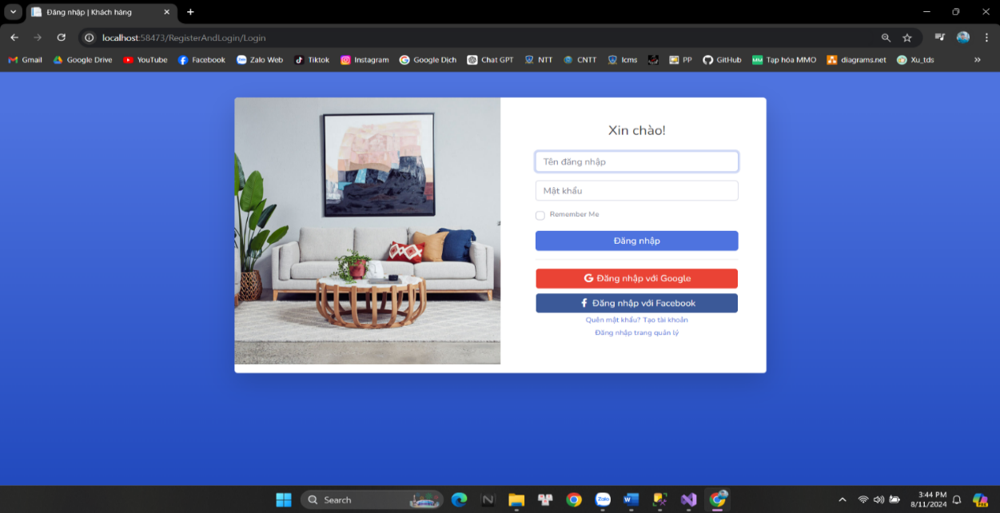 Đăng nhập | Khách hàng
localhost:58473/RegisterAndLogin/Login
Gmail Google Drive YouTube Facebook Zalo Web Tiktok Instagram Google Dịch Chat GPT NTT CNTT lcms PP GitHub Tạp hóa MMO diagrams.net Xu_tds
Xin chào!
Tên đăng nhập
Mật khẩu
Remember Me
Đăng nhập
Đăng nhập với Google
Đăng nhập với Facebook
Quên mật khẩu? Tạo tài khoản
Đăng nhập trang quản lý
Search
3:44 PM
8/11/2024